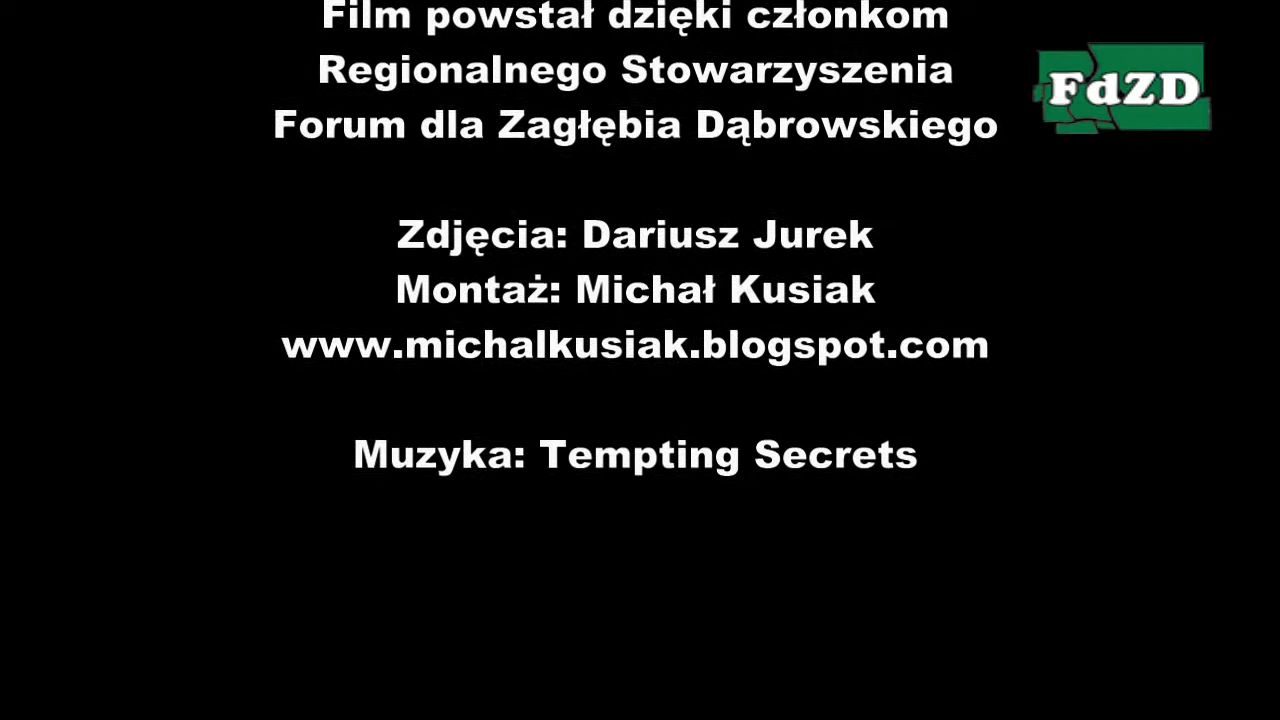 Film powstał dzięki członkom
Regionalnego Stowarzyszenia
Forum dla Zagłębia Dąbrowskiego
FdZD
Zdjęcia: Dariusz Jurek
Montaż: Michał Kusiak
www.michalkusiak.blogspot.com
Muzyka: Tempting Secrets